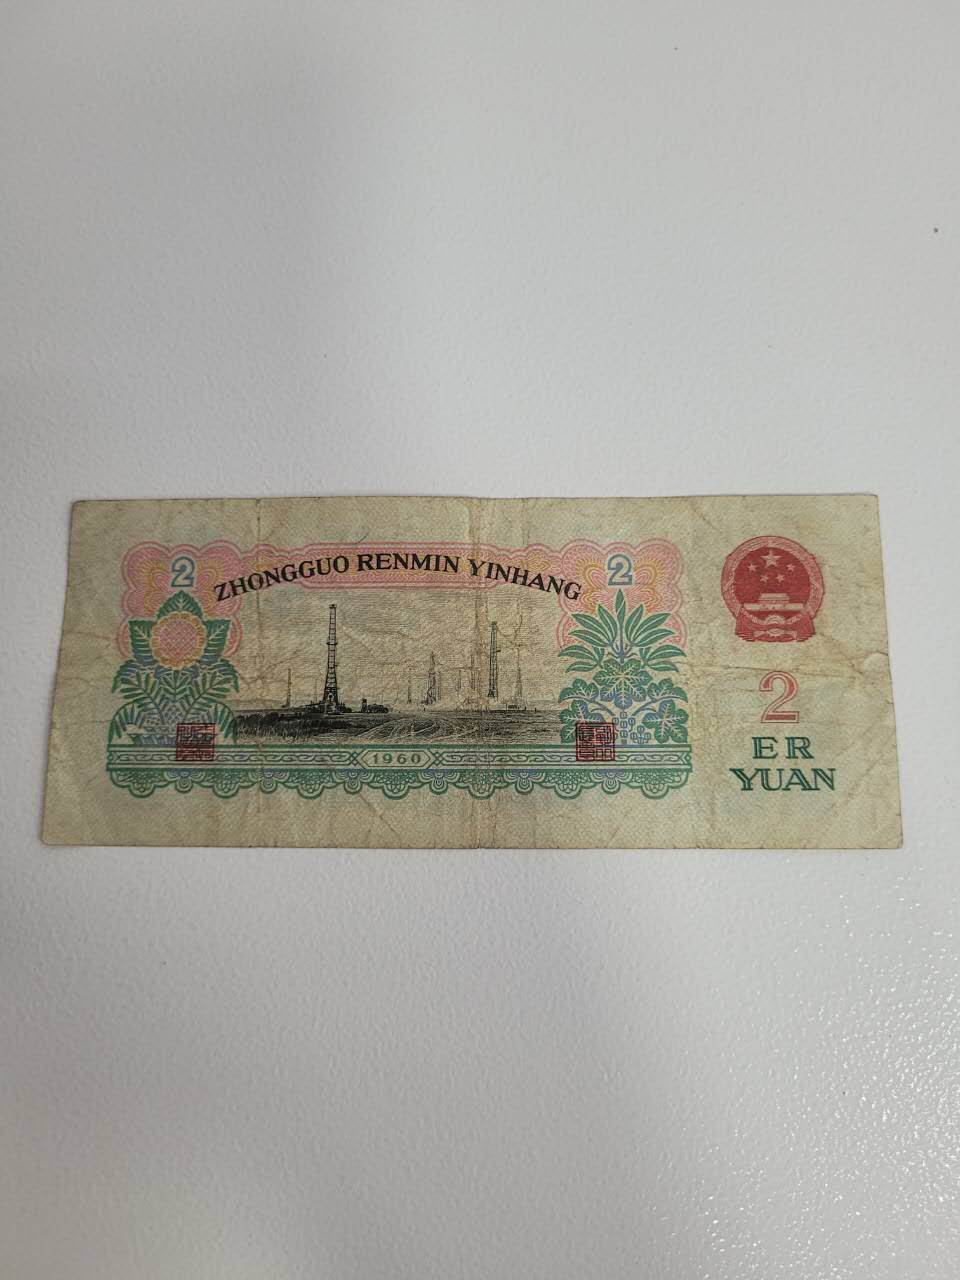 2
ZHONGGUO RENMIN YINHANG
2
2
ER
YUAN
1960